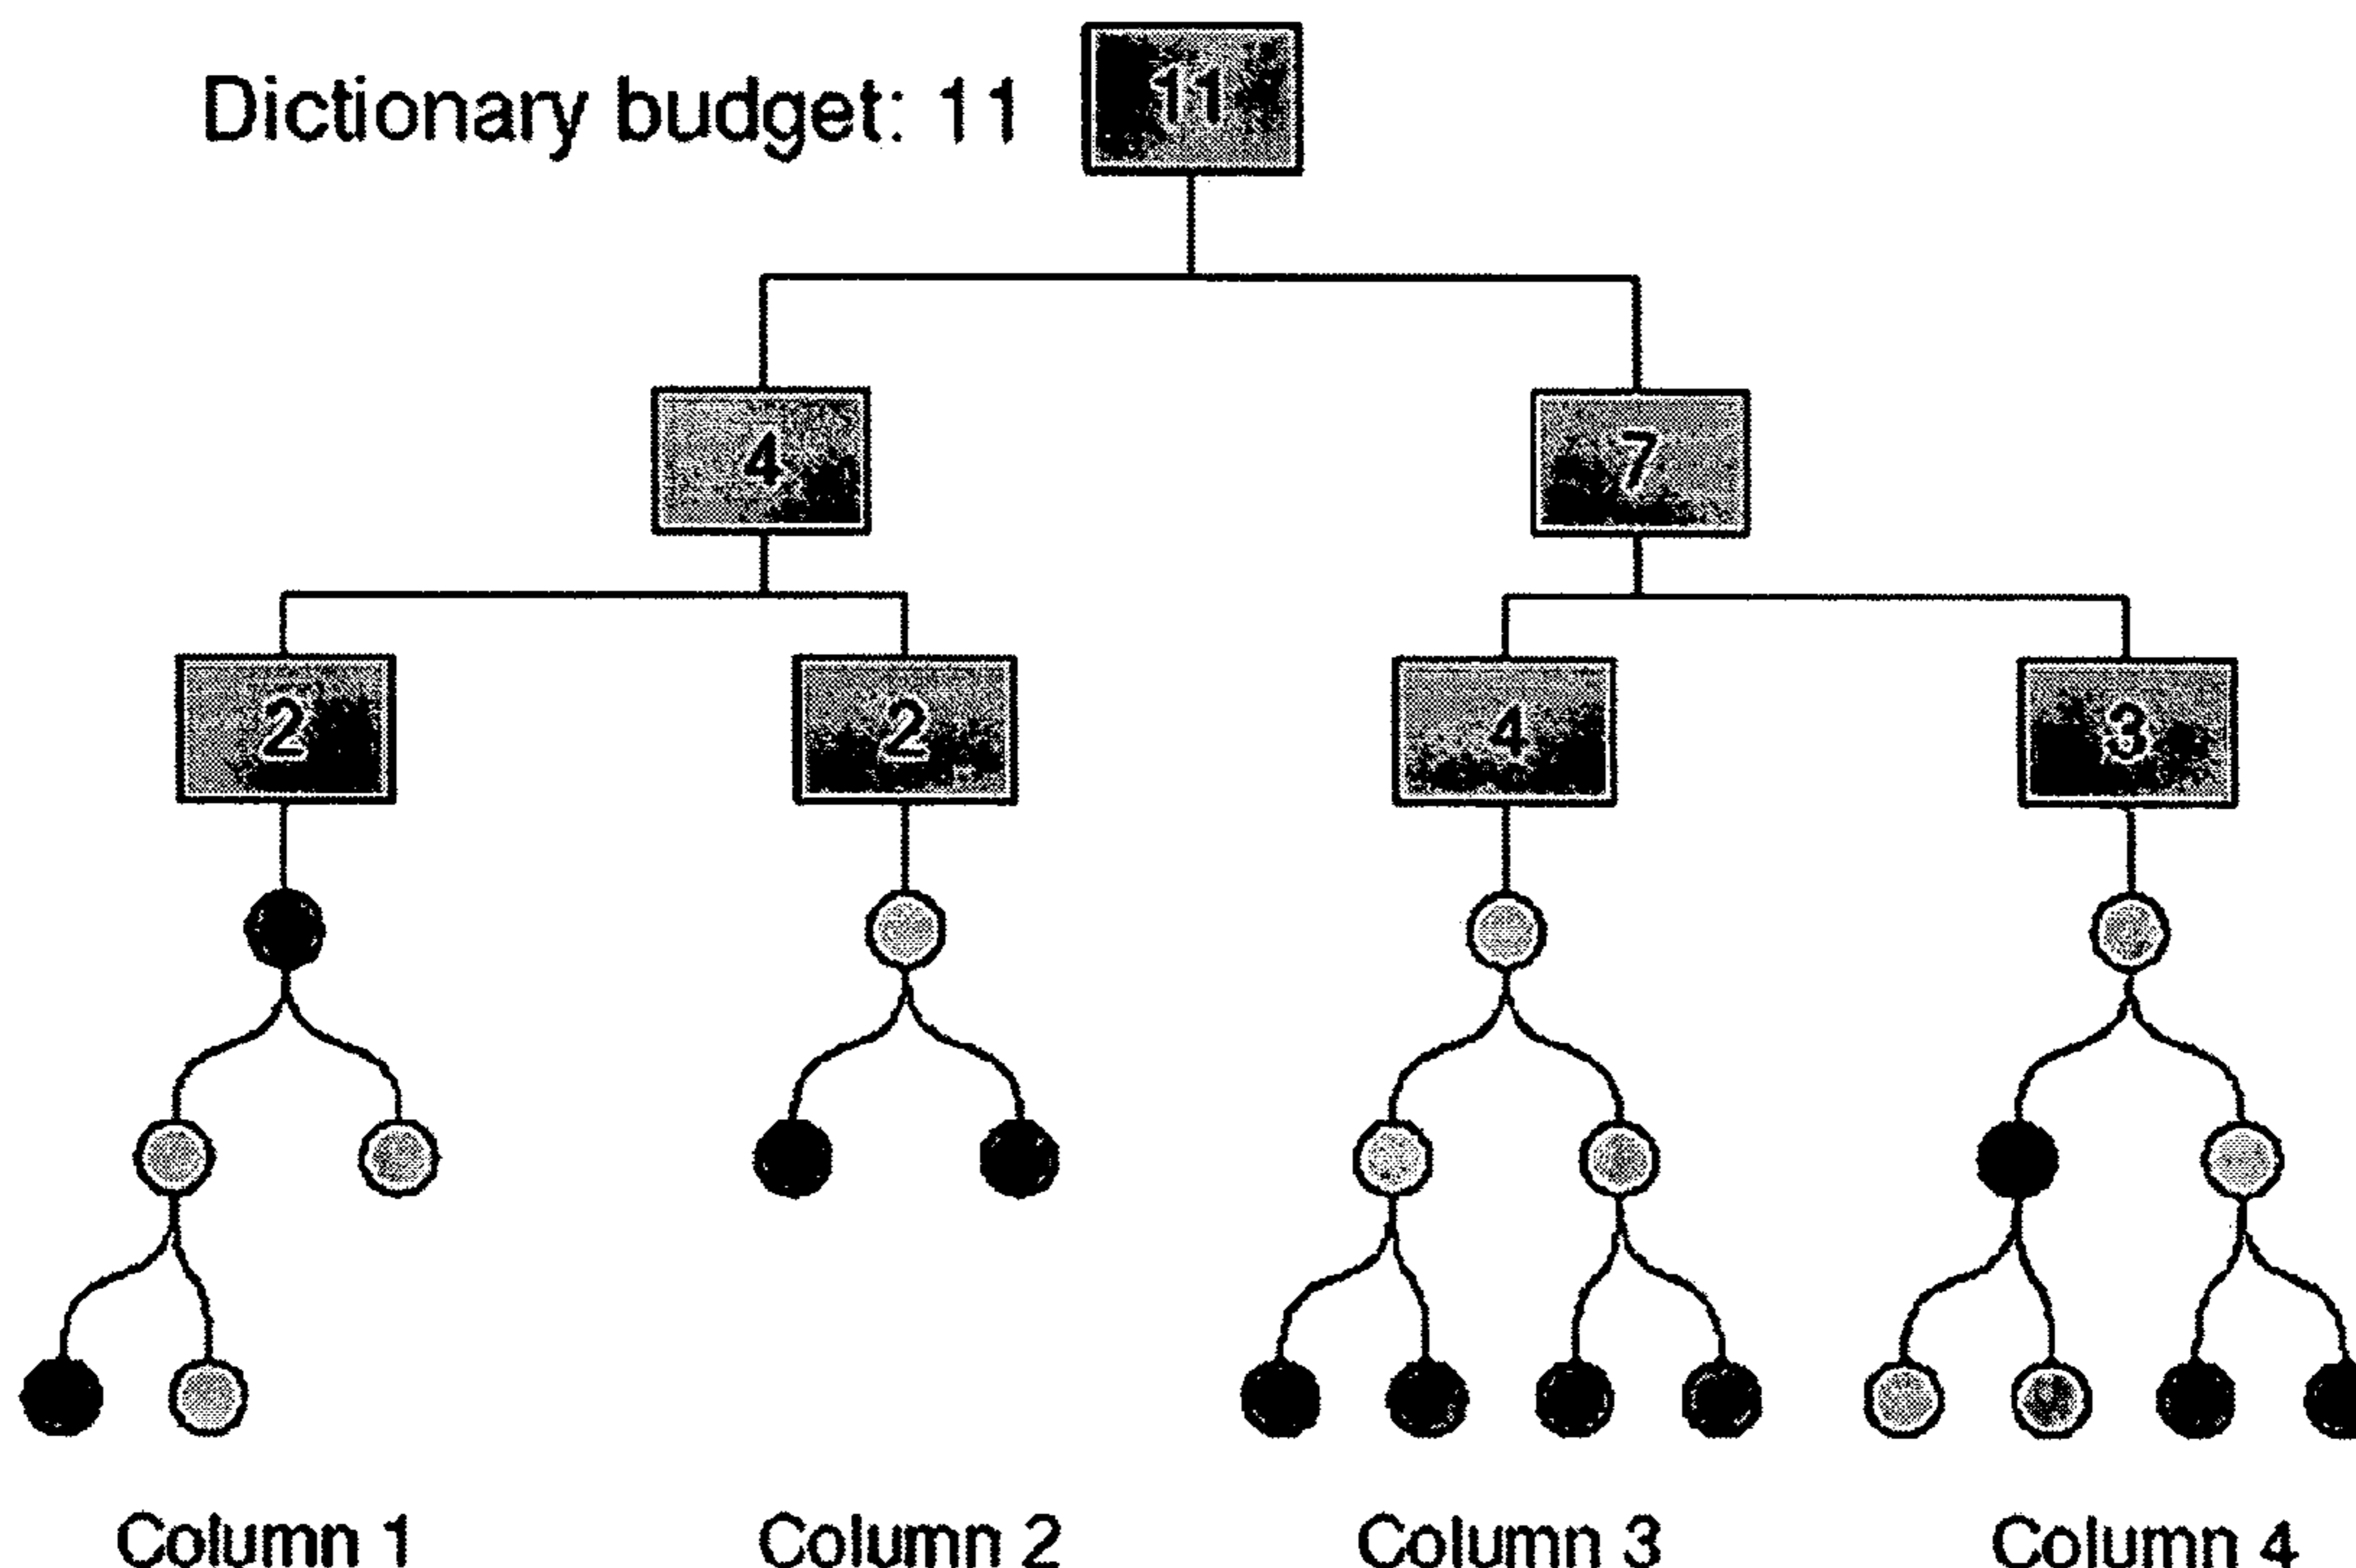 Dictionary budget: 11
11
4
7
2
2
4
3
Column 1
Column 2
Column 3
Column 4